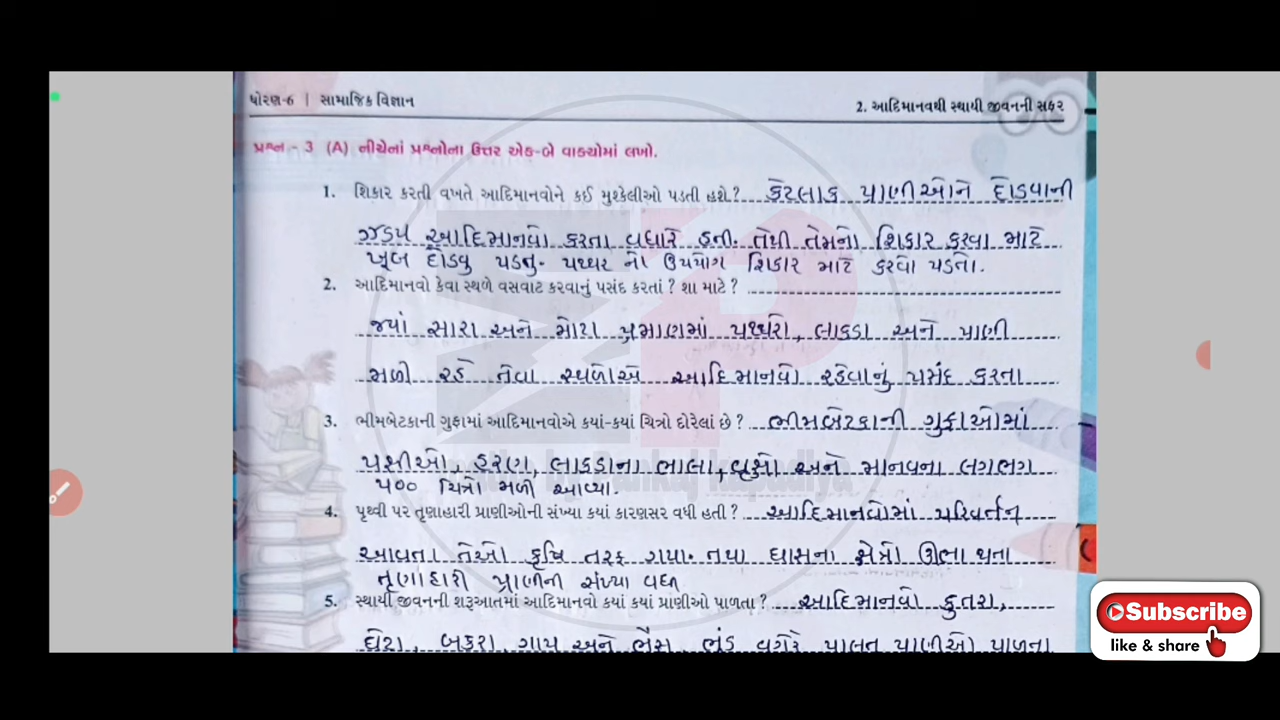 ધોરણ-6 | સામાજિક વિજ્ઞાન
2. આદિમાનવથી સ્થાયી જીવનની સફર
પ્રશ્ન - 3 (A) નીચેનાં પ્રશ્નોના ઉત્તર એક-બે વાક્યોમાં લખો.
1. શિકાર કરતી વખતે આદિમાનવોને કઈ મુશ્કેલીઓ પડતી હશે? કેટલાક પ્રાણીઓને દોડવાની
ઝડપ આદિમાનવો કરતા વધારે હતી. તેથી તેમનો શિકાર કરવા માટે
ખૂબ દોડવુ પડતુ. પથ્થર નો ઉપયોગ શિકાર માટે કરવો પડતો.
2. આદિમાનવો કેવા સ્થળે વસવાટ કરવાનું પસંદ કરતાં ? શા માટે ?
જ્યાં સારા અને મોટા પ્રમાણમાં પથ્થરો, લાકડા અને પાણી
મળી રહે તેવા સ્થળોએ આદિમાનવો રહેવાનું પસંદ કરતા
3. ભીમબેટકાની ગુફામાં આદિમાનવોએ કયાં-કયાં ચિત્રો દોરેલાં છે ? ભીમબેટકાની ગુફાઓમાં
પક્ષીઓ, હરણ, લાકડાના ભાલા, વૃક્ષો અને માનવના લગભગ
૫૦૦ ચિત્રો મળી આવ્યા.
4. પૃથ્વી પર તૃણાહારી પ્રાણીઓની સંખ્યા કયાં કારણસર વધી હતી ? આદિમાનવોમાં પરિવર્તન
આવતા તેઓ કૃષિ તરફ ગયા. તથા ઘાસના ક્ષેત્રો ઊભા થતા
તૃણાહારી પ્રાણીની સંખ્યા વધી
5. સ્થાયી જીવનની શરૂઆતમાં આદિમાનવો કયાં કયાં પ્રાણીઓ પાળતા ? આદિમાનવો કુતરા,
ઘેટા, બકરા ગાય અને ભેંસ ભુંડ વગેરે પાલતુ પ્રાણીઓ પાળતા
Subscribe
like & share